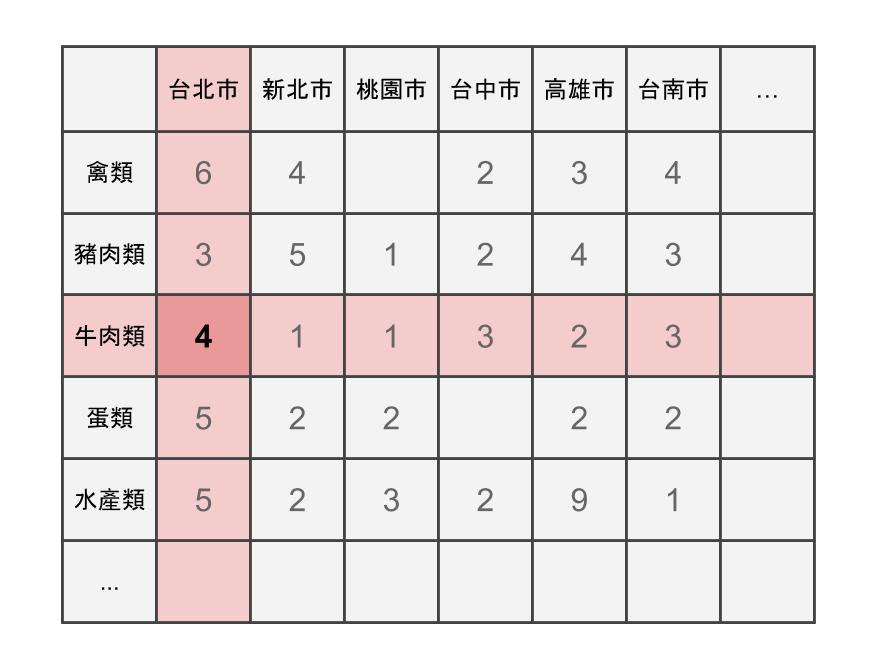 台北市 新北市 桃園市 台中市 高雄市 台南市 ...
禽類 6 4 2 3 4
豬肉類 3 5 1 2 4 3
牛肉類 4 1 1 3 2 3
蛋類 5 2 2 2 2
水產類 5 2 3 2 9 1
...